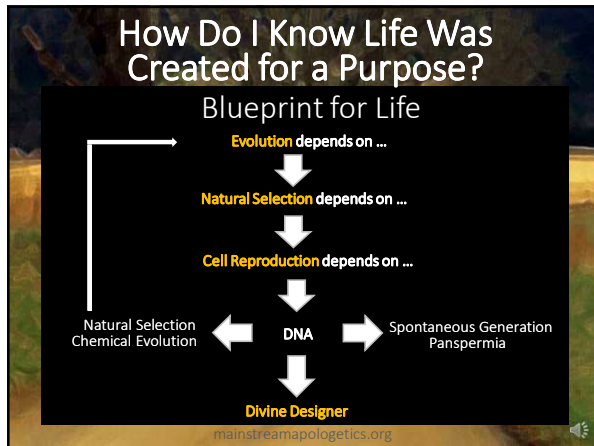 How Do I Know Life Was
Created for a Purpose?
Blueprint for Life
Evolution depends on ...
Natural Selection depends on ...
Cell Reproduction depends on ...
Natural Selection
Chemical Evolution
DNA
Spontaneous Generation
Panspermia
Divine Designer
mainstreamapologetics.org